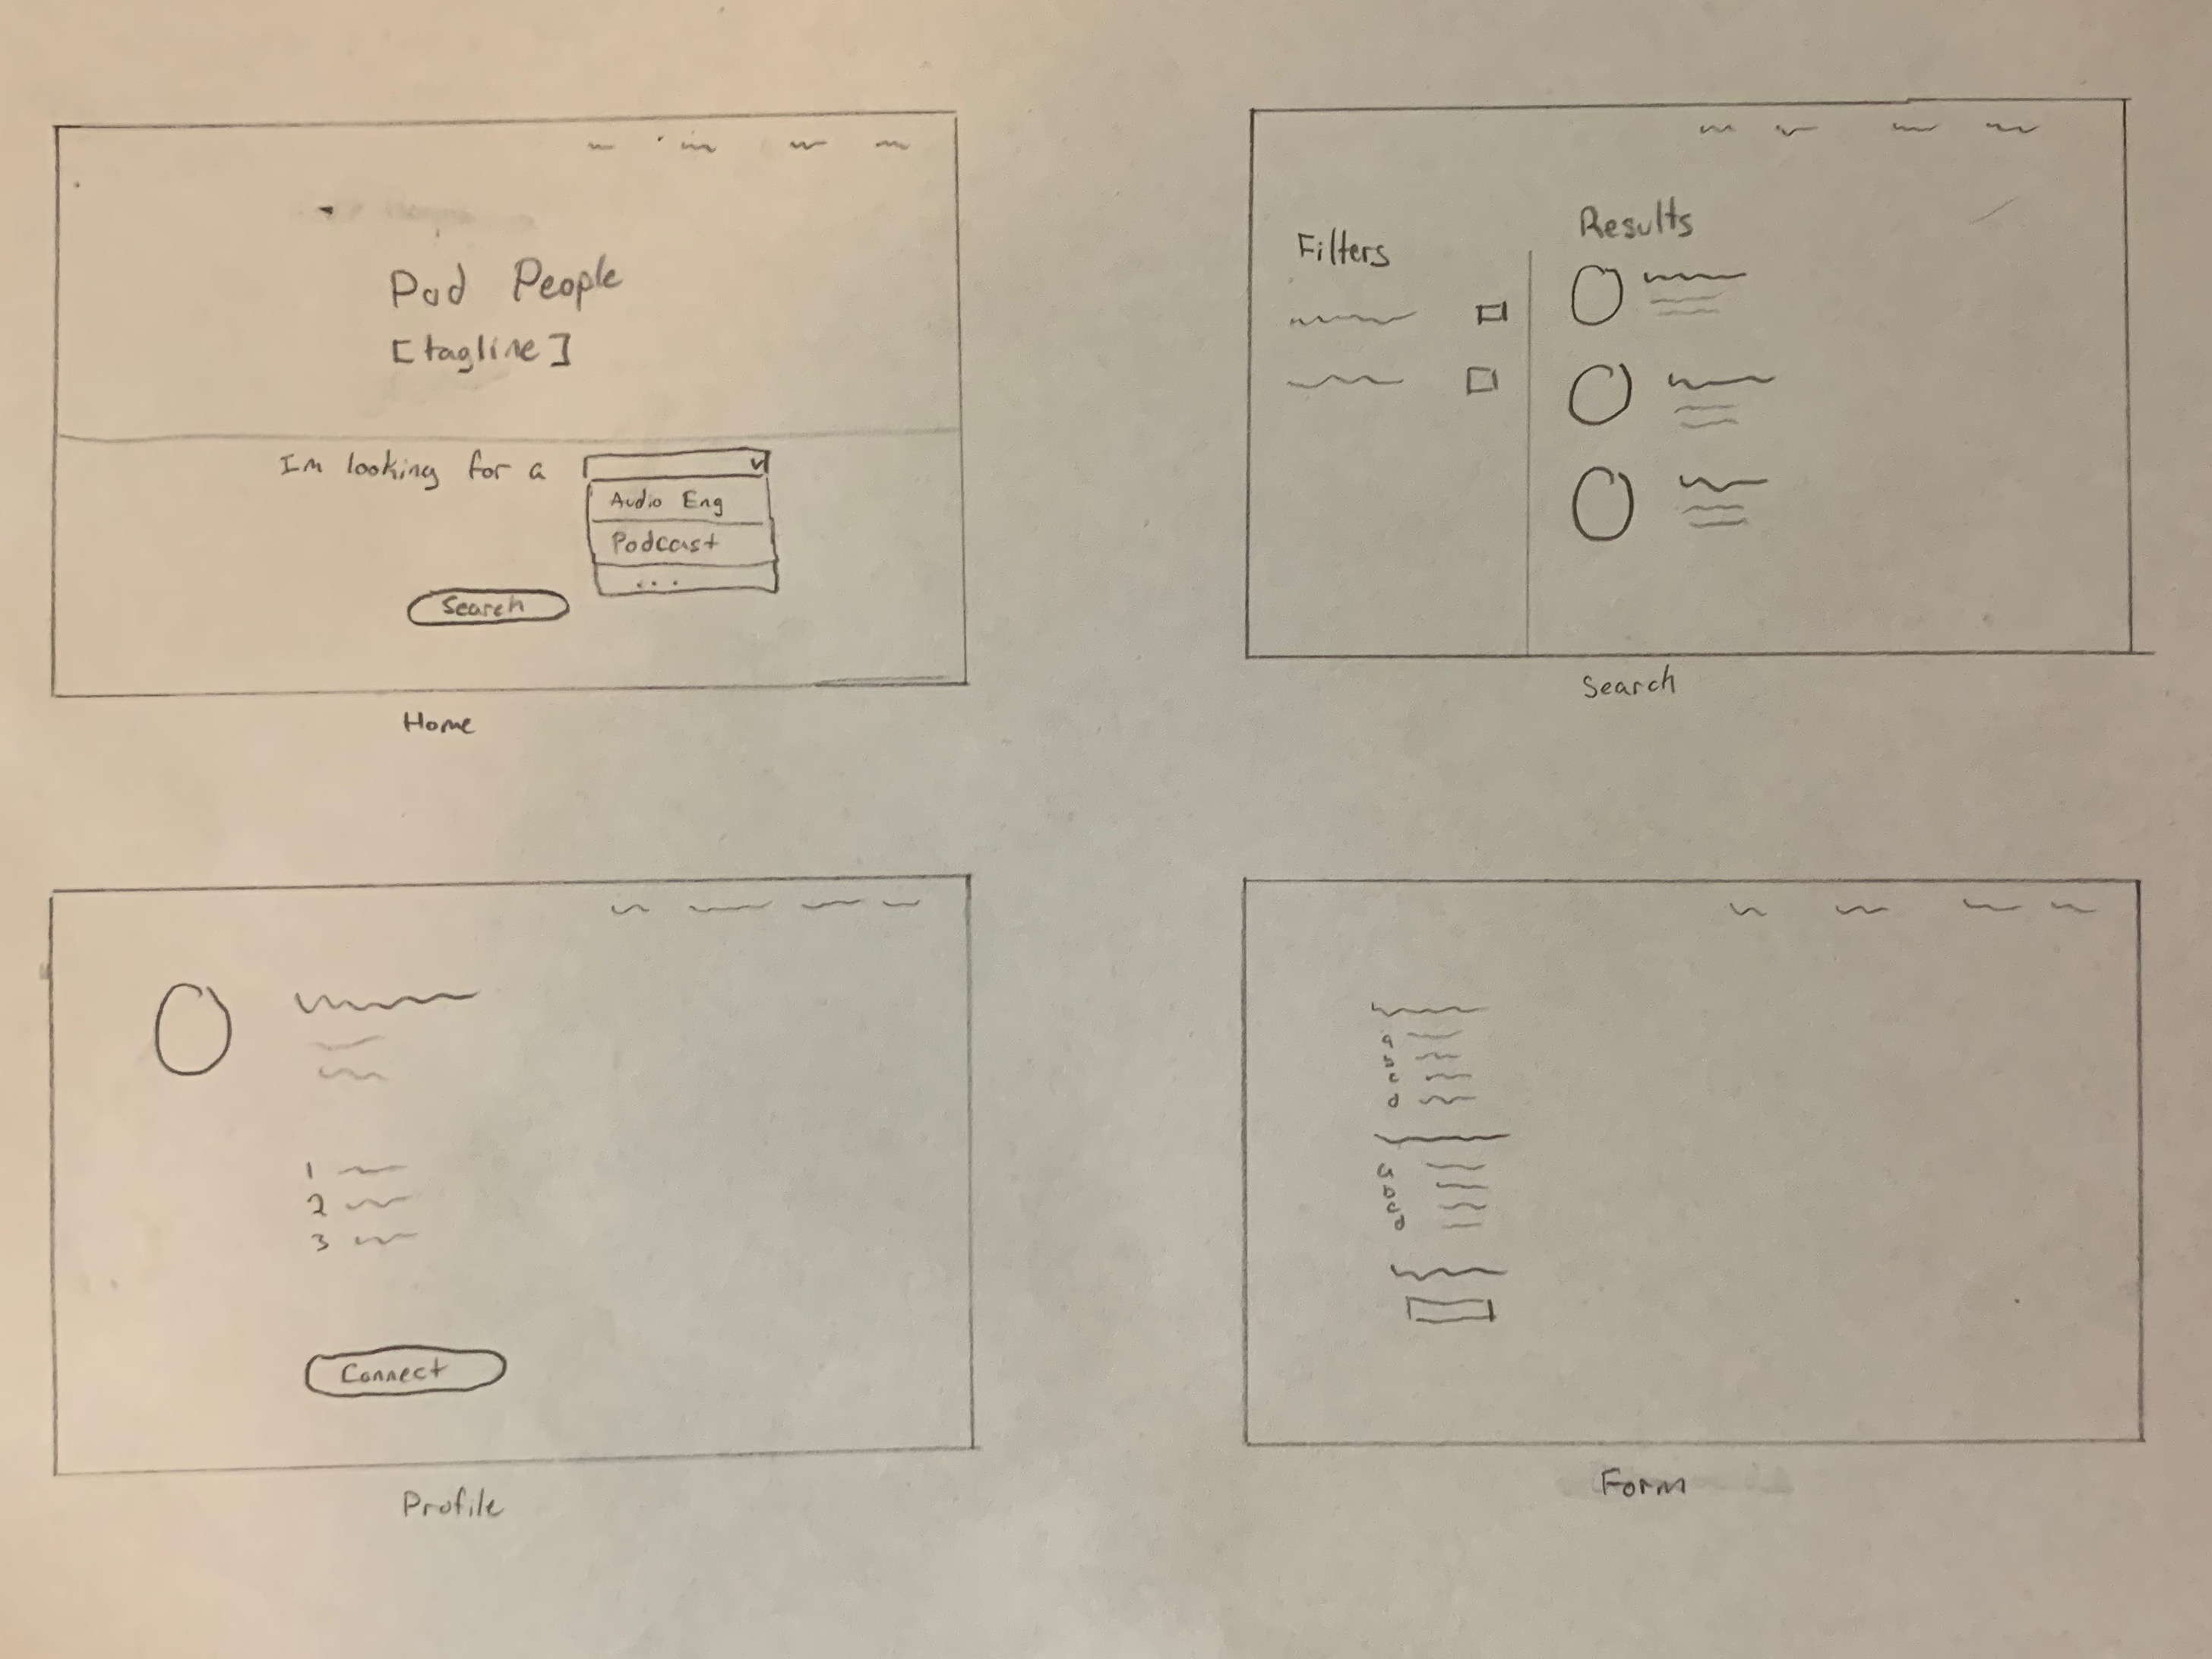 Pod People
[tagline]
Im looking for a
Audio Eng
Podcast
...
Search
Home
Filters
Results
Search
1
2
3
Connect
Profile
a
b
c
d
a
b
c
d
Form